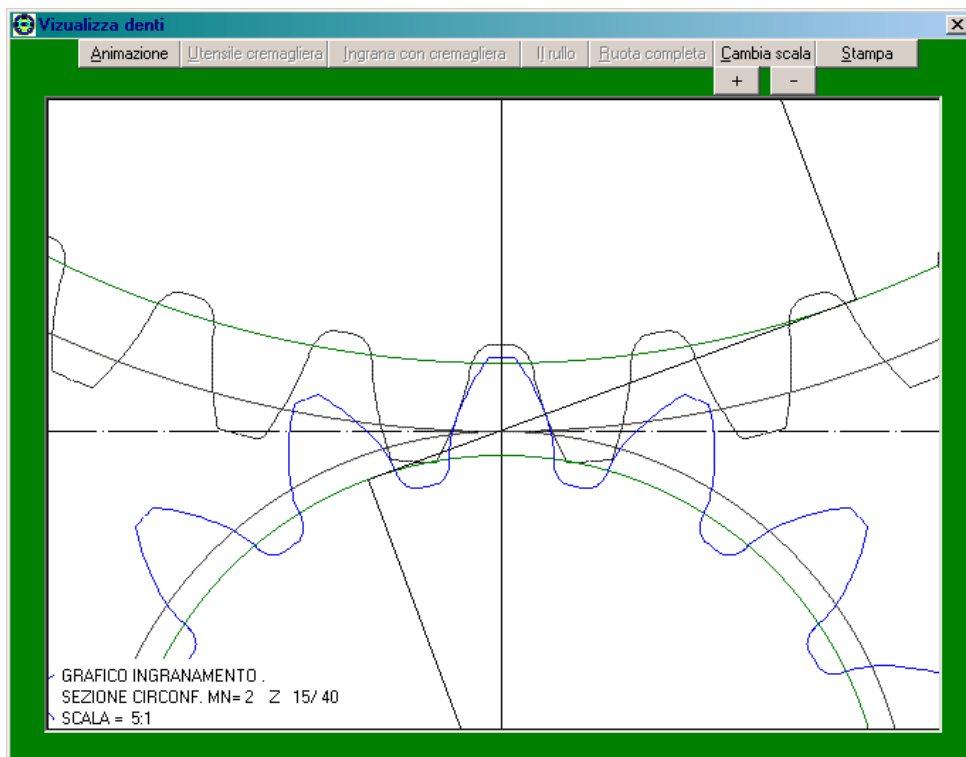 Vizualizza denti
Animazione Utensile cremagliera Ingrana con cremagliera Il rullo Ruota completa Cambia scala Stampa
+ -
GRAFICO INGRANAMENTO .
SEZIONE CIRCONF. MN= 2 Z 15/ 40
SCALA = 5:1